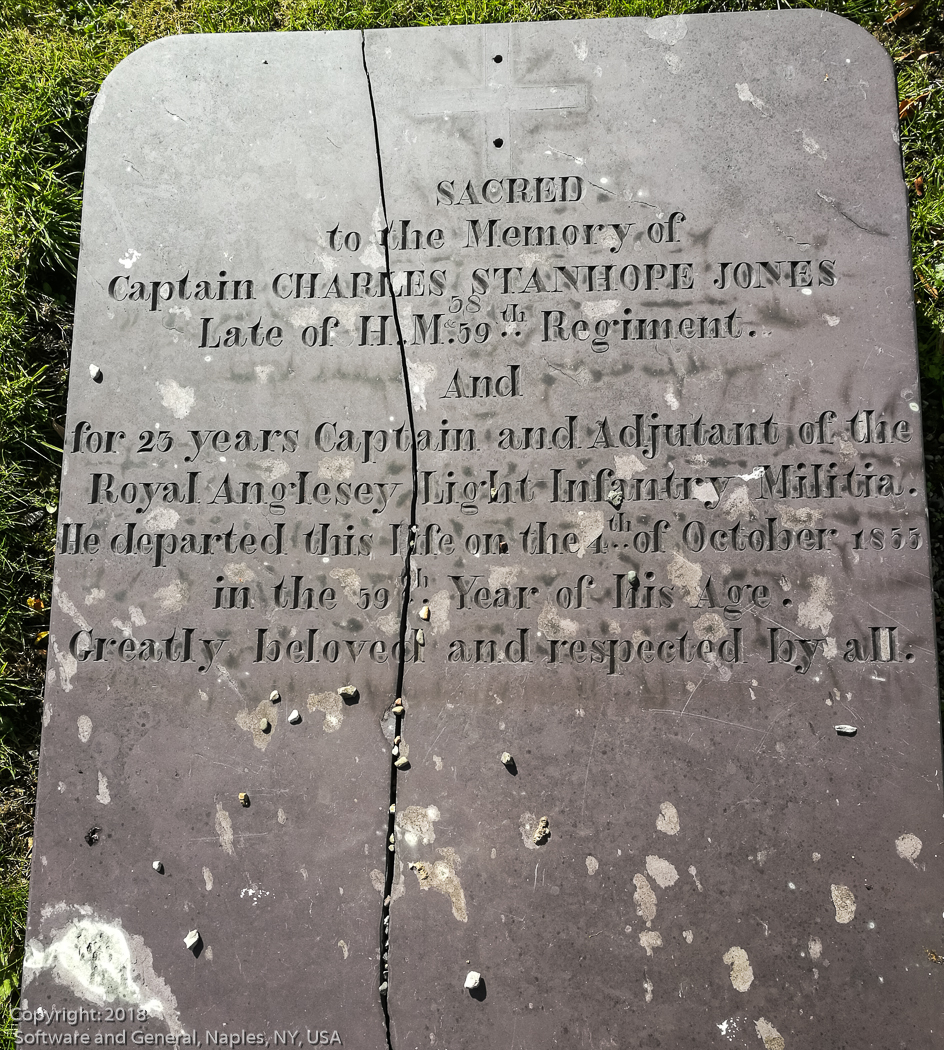 SACRED
to the Memory of
Captain CHARLES STANHOPE JONES
58
Late of H.M. & 59th Regiment.
And
for 25 years Captain and Adjutant of the
Royal Anglesey Light Infantry Militia.
He departed this life on the 4th of October 1855
in the 59th Year of his Age.
Greatly beloved and respected by all.
Copyright: 2018
Software and General, Naples, NY, USA